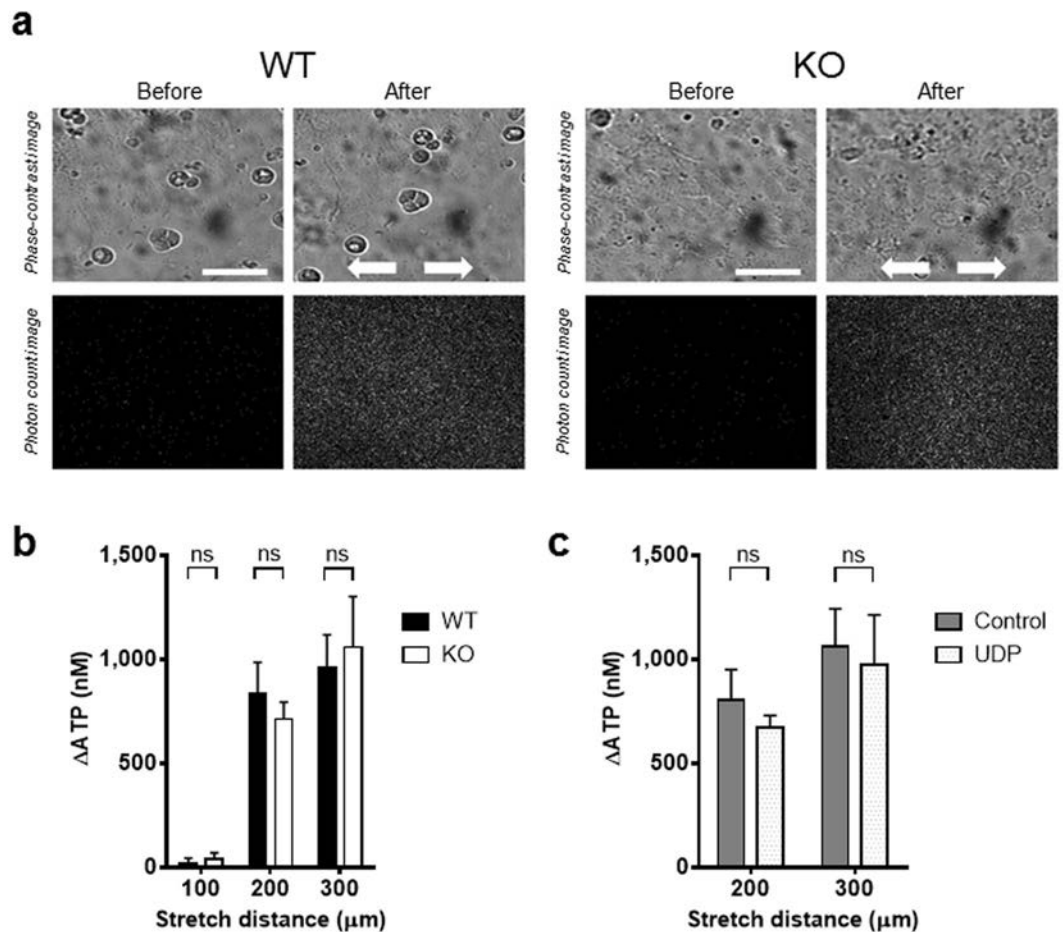 a
WT
KO
Before
After
Before
After
Phase-contrast image
Phase-contrast image
Photon count image
Photon count image
b
1,500
1,000
500
0
ΔATP (nM)
ns
ns
ns
WT
KO
100
200
300
Stretch distance (μm)
c
1,500
1,000
500
0
ΔATP (nM)
ns
ns
Control
UDP
200
300
Stretch distance (μm)